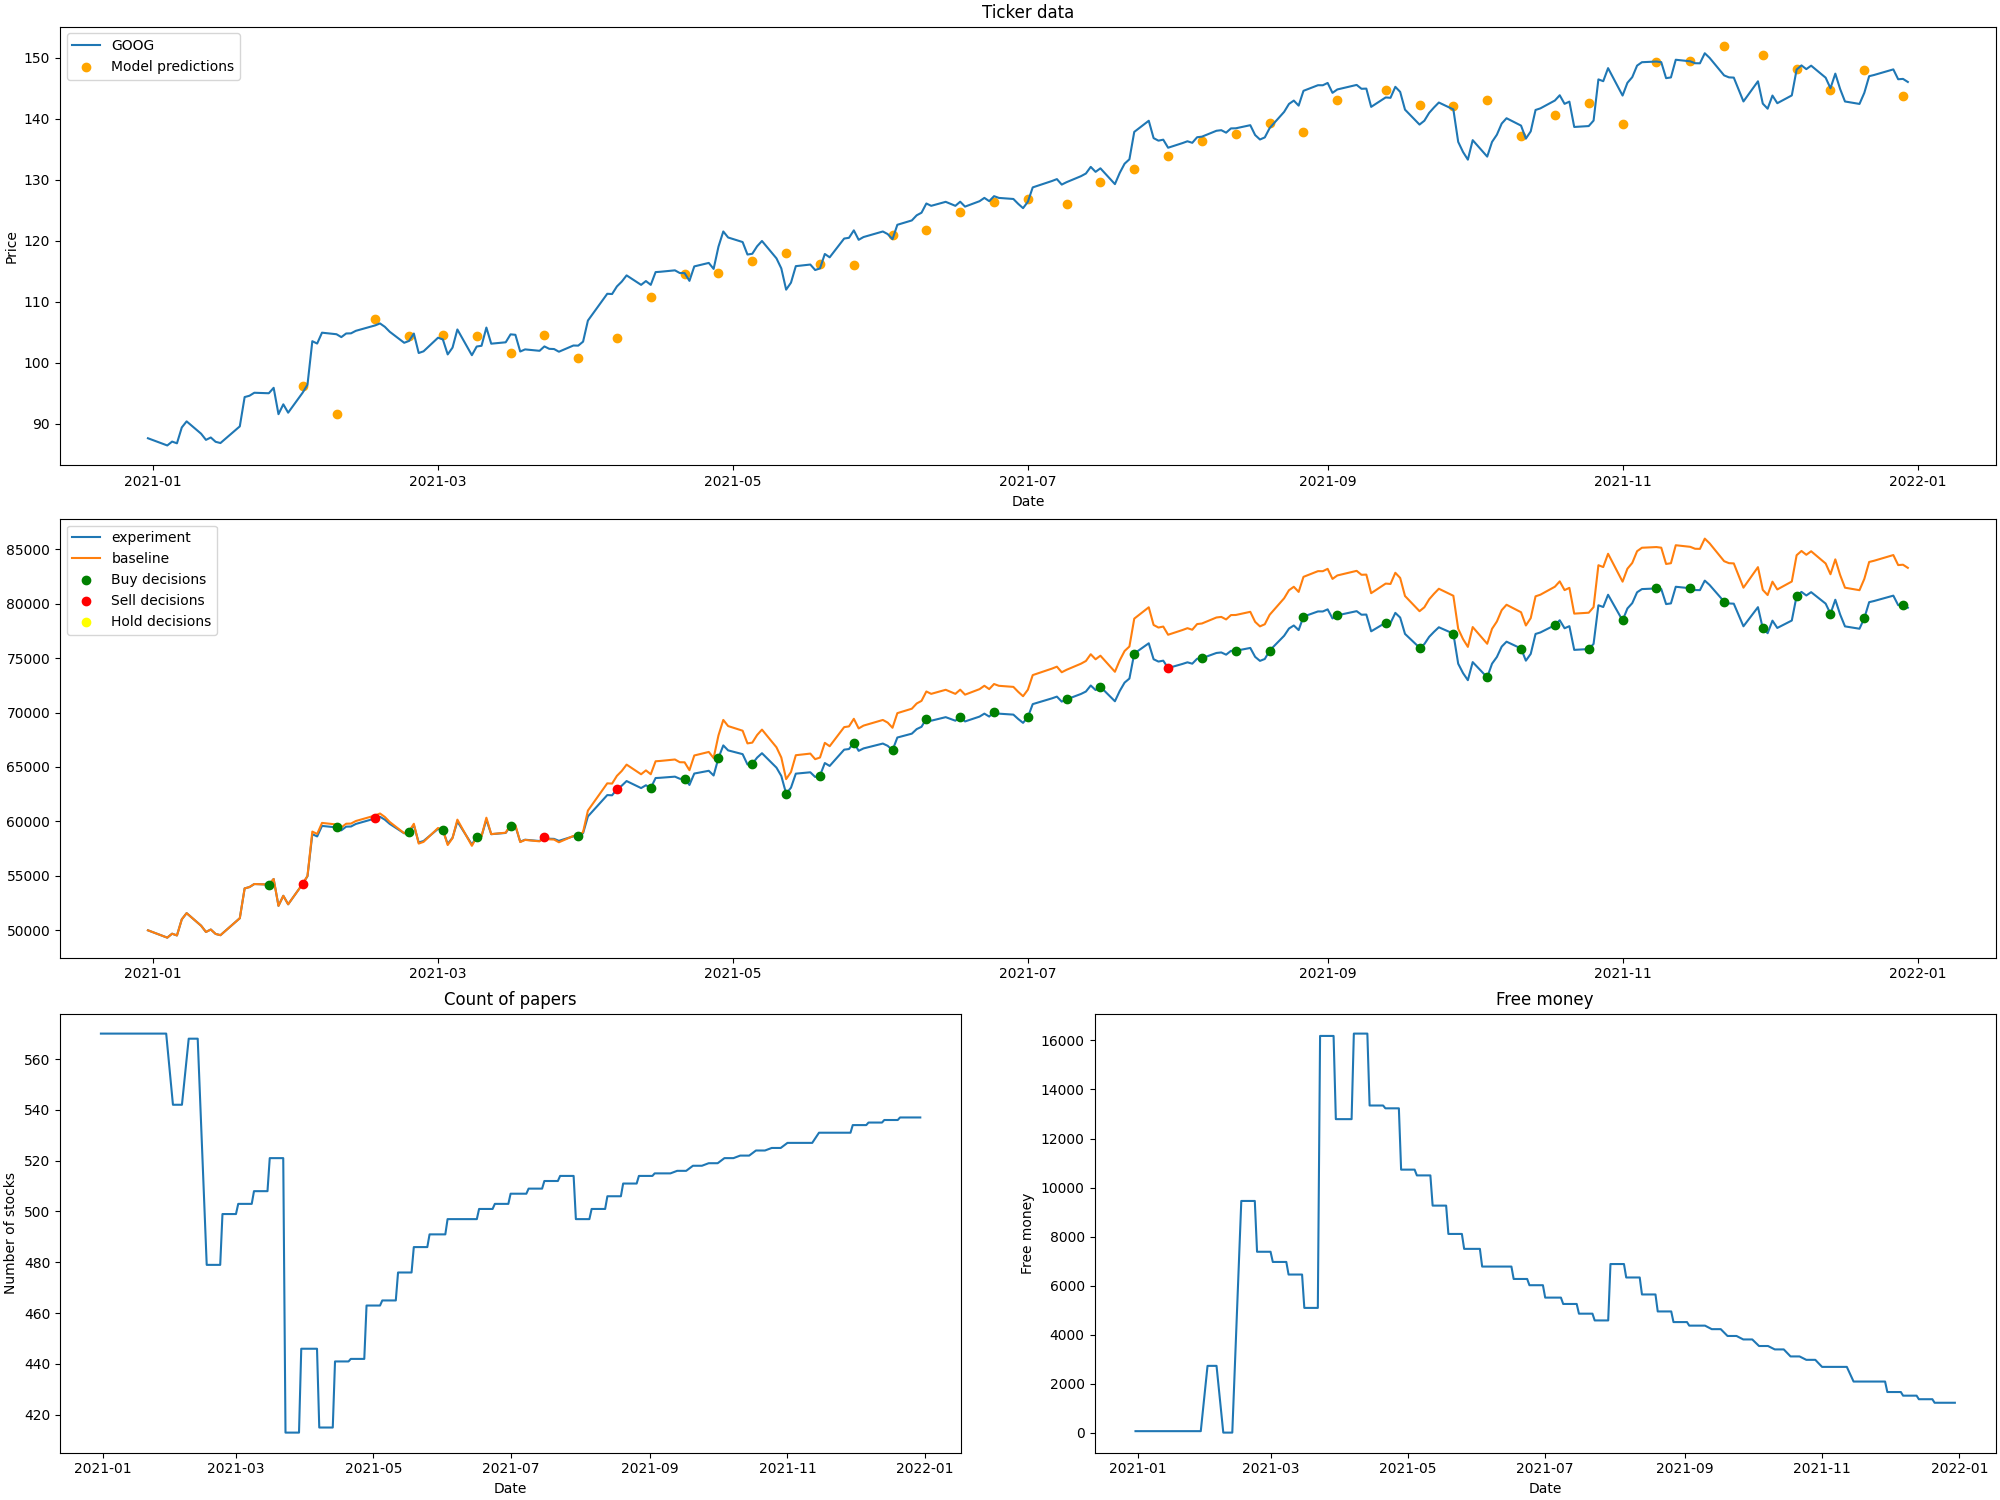 Ticker data
GOOG
Model predictions
150
140
130
120
110
100
90
Price
2021-01 2021-03 2021-05 2021-07 2021-09 2021-11 2022-01
Date
experiment
baseline
Buy decisions
Sell decisions
Hold decisions
85000
80000
75000
70000
65000
60000
55000
50000
2021-01 2021-03 2021-05 2021-07 2021-09 2021-11 2022-01
Count of papers
560
540
520
500
480
460
440
420
Number of stocks
2021-01 2021-03 2021-05 2021-07 2021-09 2021-11 2022-01
Date
Free money
16000
14000
12000
10000
8000
6000
4000
2000
0
Free money
2021-01 2021-03 2021-05 2021-07 2021-09 2021-11 2022-01
Date